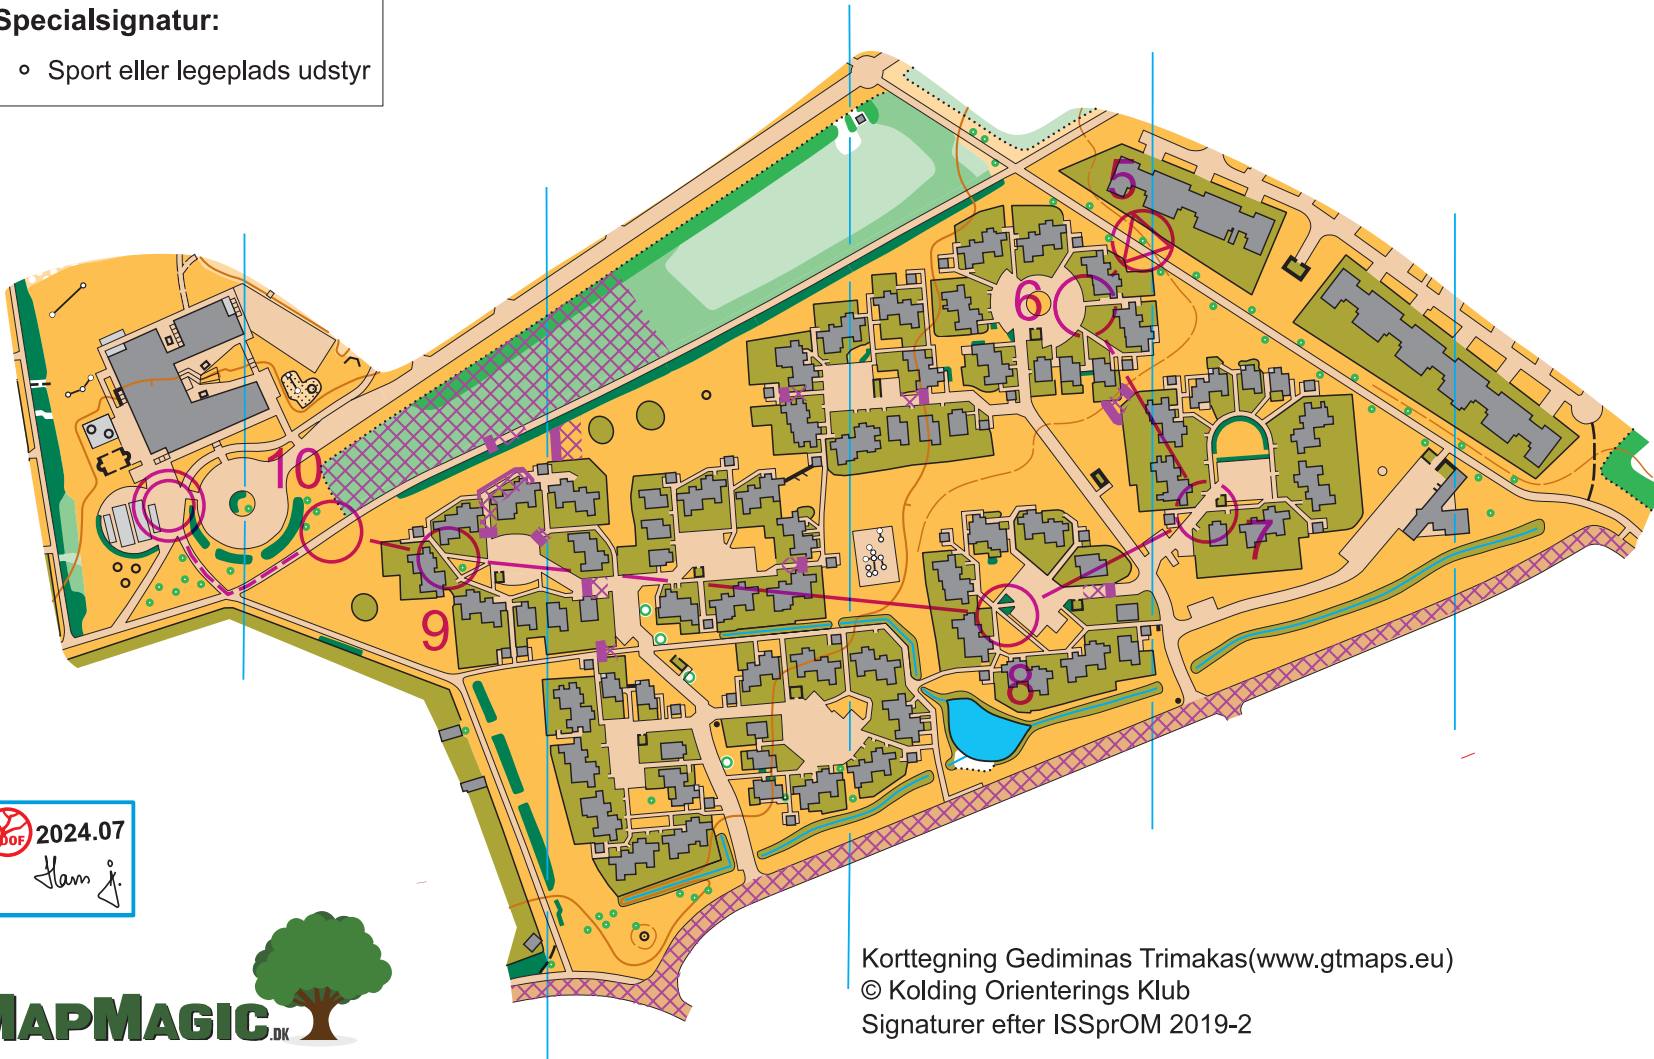 Specialsignatur:
Sport eller legeplads udstyr
5
6
10
7
9
8
DOF 2024.07
Hans J.
MAPMAGIC.DK
Korttegning Gediminas Trimakas(www.gtmaps.eu)
© Kolding Orienterings Klub
Signaturer efter ISSprOM 2019-2